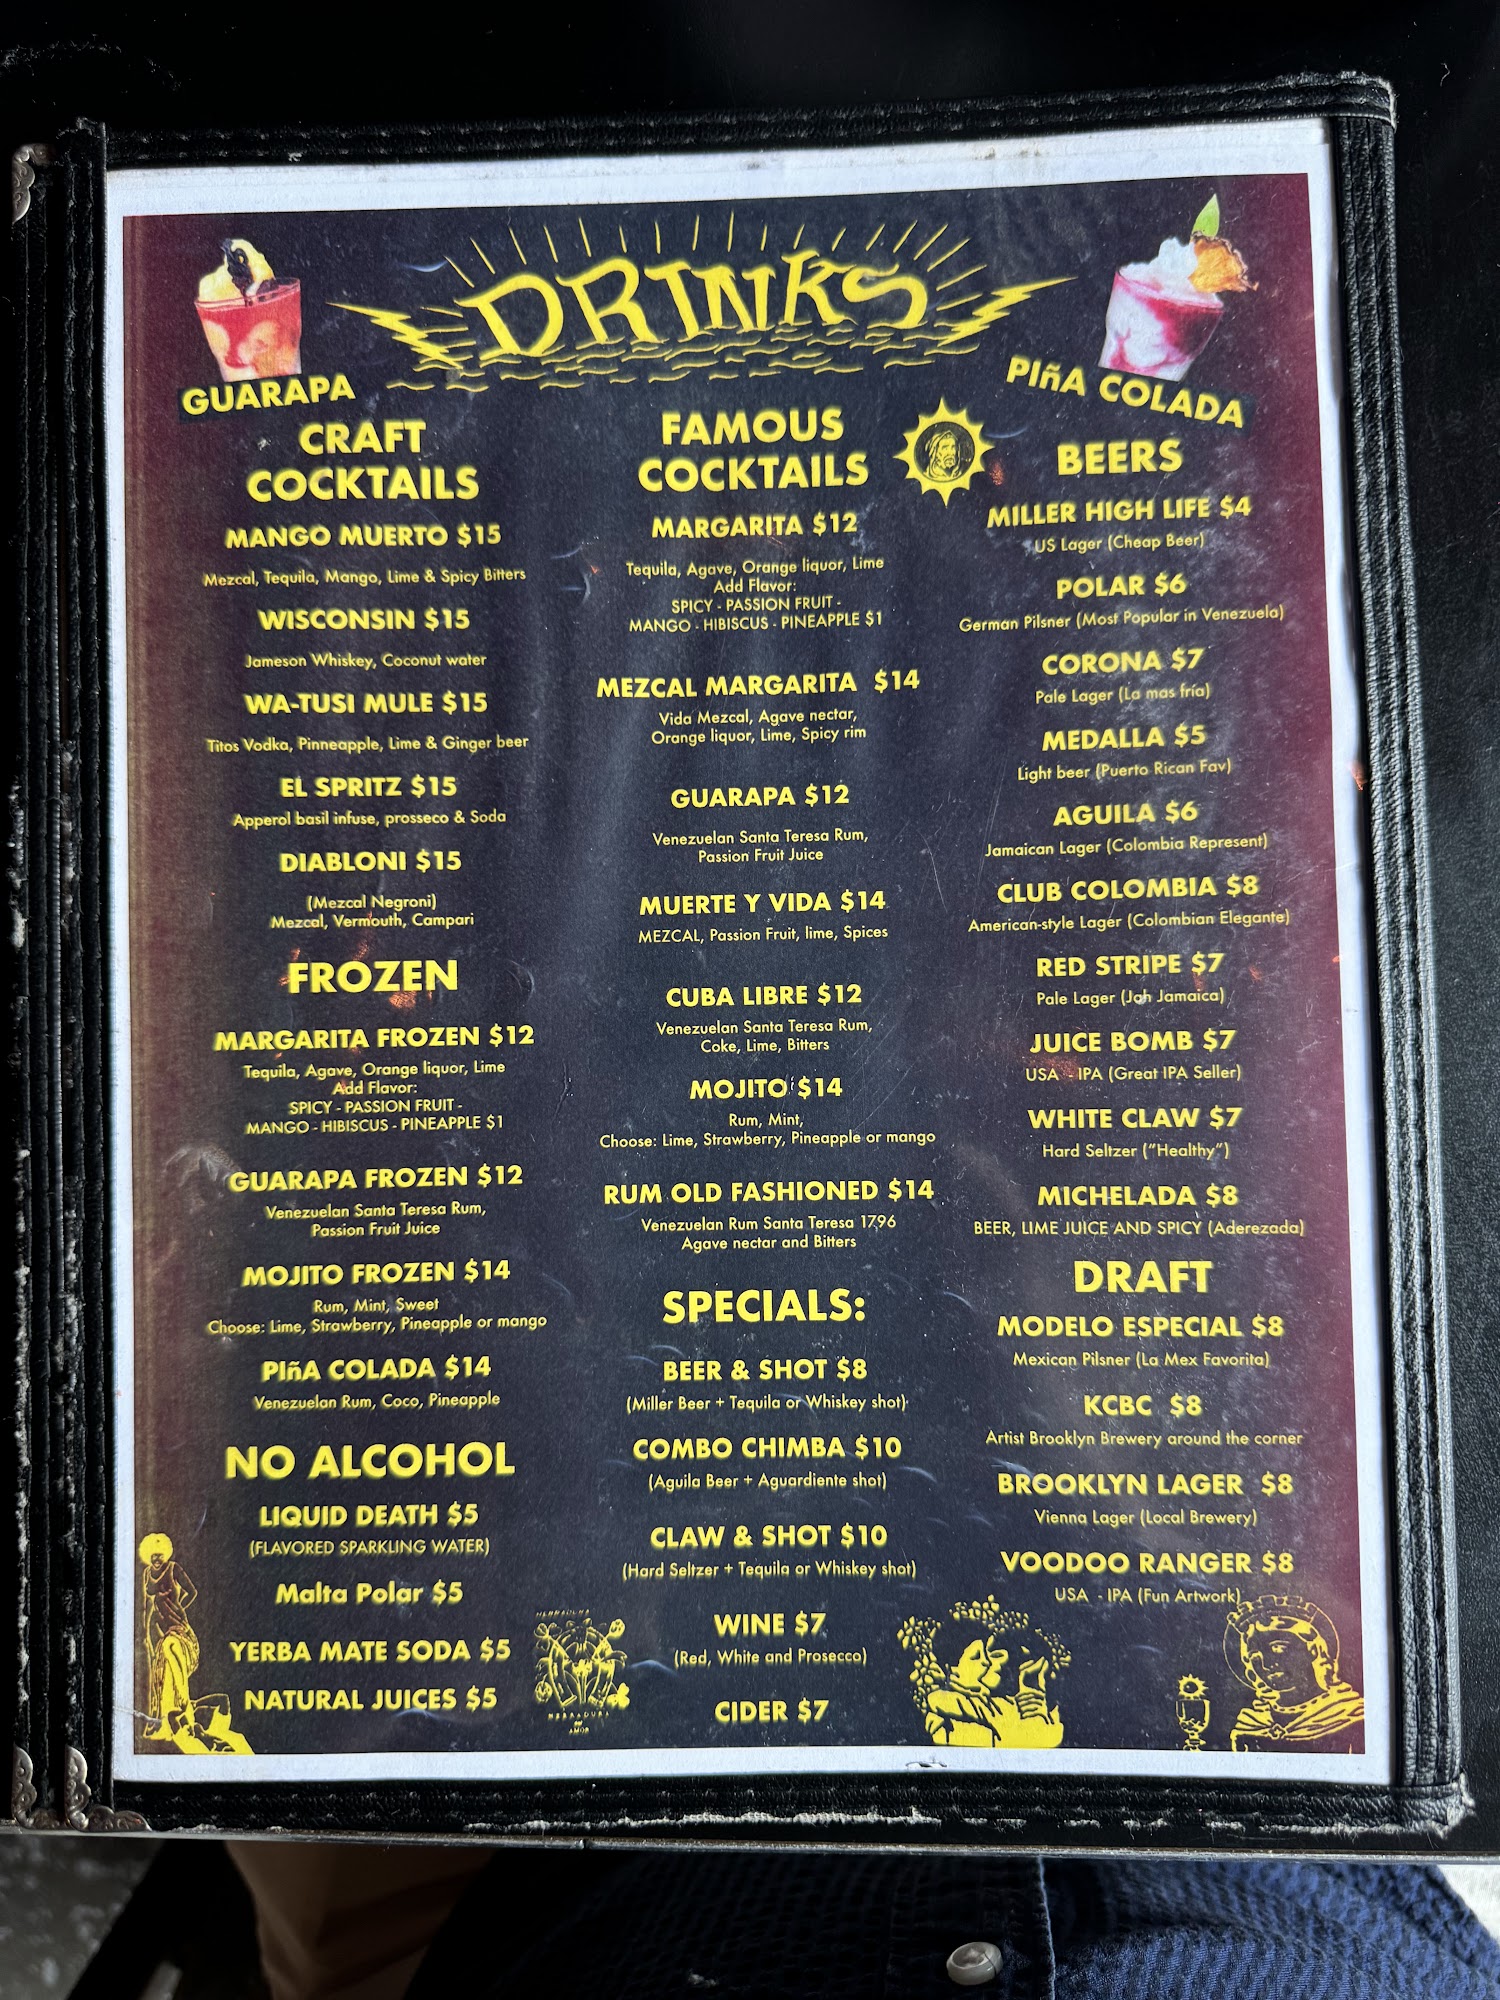 DRINKS
GUARAPA
PIñA COLADA
CRAFT
COCKTAILS
MANGO MUERTO $15
Mezcal, Tequila, Mango, Lime & Spicy Bitters
WISCONSIN $15
Jameson Whiskey, Coconut water
WA-TUSI MULE $15
Titos Vodka, Pinneapple, Lime & Ginger beer
EL SPRITZ $15
Apperol basil infuse, prosseco & Soda
DIABLONI $15
(Mezcal Negroni)
Mezcal, Vermouth, Campari
FROZEN
MARGARITA FROZEN $12
Tequila, Agave, Orange liquor, Lime
Add Flavor:
SPICY - PASSION FRUIT -
MANGO - HIBISCUS - PINEAPPLE $1
GUARAPA FROZEN $12
Venezuelan Santa Teresa Rum,
Passion Fruit Juice
MOJITO FROZEN $14
Rum, Mint, Sweet
Choose: Lime, Strawberry, Pineapple or mango
PIñA COLADA $14
Venezuelan Rum, Coco, Pineapple
NO ALCOHOL
LIQUID DEATH $5
(FLAVORED SPARKLING WATER)
Malta Polar $5
YERBA MATE SODA $5
NATURAL JUICES $5
FAMOUS
COCKTAILS
MARGARITA $12
Tequila, Agave, Orange liquor, Lime
Add Flavor:
SPICY - PASSION FRUIT -
MANGO - HIBISCUS - PINEAPPLE $1
MEZCAL MARGARITA $14
Vida Mezcal, Agave nectar,
Orange liquor, Lime, Spicy rim
GUARAPA $12
Venezuelan Santa Teresa Rum,
Passion Fruit Juice
MUERTE Y VIDA $14
MEZCAL, Passion Fruit, lime, Spices
CUBA LIBRE $12
Venezuelan Santa Teresa Rum,
Coke, Lime, Bitters
MOJITO $14
Rum, Mint,
Choose: Lime, Strawberry, Pineapple or mango
RUM OLD FASHIONED $14
Venezuelan Rum Santa Teresa 1796
Agave nectar and Bitters
SPECIALS:
BEER & SHOT $8
(Miller Beer + Tequila or Whiskey shot)
COMBO CHIMBA $10
(Aguila Beer + Aguardiente shot)
CLAW & SHOT $10
(Hard Seltzer + Tequila or Whiskey shot)
WINE $7
(Red, White and Prosecco)
CIDER $7
HERRADURA
AMOR
BEERS
MILLER HIGH LIFE $4
US Lager (Cheap Beer)
POLAR $6
German Pilsner (Most Popular in Venezuela)
CORONA $7
Pale Lager (La mas fría)
MEDALLA $5
Light beer (Puerto Rican Fav)
AGUILA $6
Jamaican Lager (Colombia Represent)
CLUB COLOMBIA $8
American-style Lager (Colombian Elegante)
RED STRIPE $7
Pale Lager (Jah Jamaica)
JUICE BOMB $7
USA - IPA (Great IPA Seller)
WHITE CLAW $7
Hard Seltzer ("Healthy")
MICHELADA $8
BEER, LIME JUICE AND SPICY (Aderezada)
DRAFT
MODELO ESPECIAL $8
Mexican Pilsner (La Mex Favorita)
KCBC $8
Artist Brooklyn Brewery around the corner
BROOKLYN LAGER $8
Vienna Lager (Local Brewery)
VOODOO RANGER $8
USA - IPA (Fun Artwork)